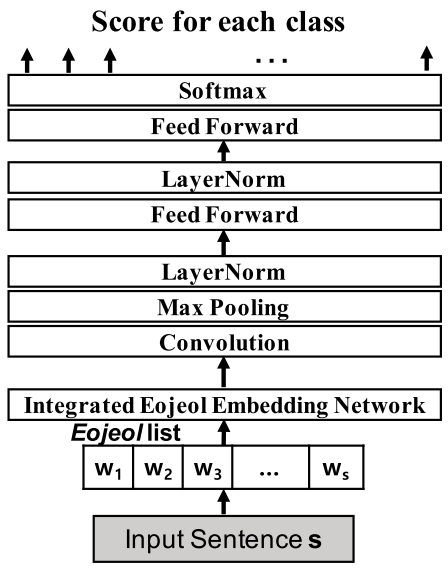 Score for each class
...
Softmax
Feed Forward
LayerNorm
Feed Forward
LayerNorm
Max Pooling
Convolution
Integrated Eojeol Embedding Network
Eojeol list
w1 w2 w3 ... ws
Input Sentence s